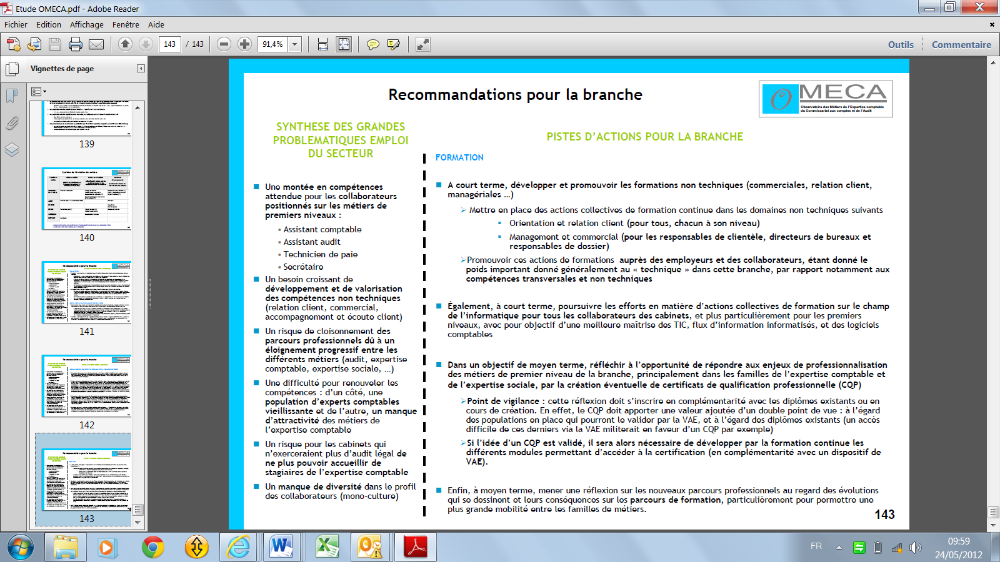 Etude OMECA.pdf - Adobe Reader
Fichier Edition Affichage Fenêtre Aide
143 / 143 91,4% Outils Commentaire
Vignettes de page
139
140
141
142
143
Recommandations pour la branche
OMECA
Observatoire des Métiers de l'Expertise comptable
du Commissariat aux comptes et de l'Audit
SYNTHESE DES GRANDES
PROBLEMATIQUES EMPLOI
DU SECTEUR
Une montée en compétences
attendue pour les collaborateurs
positionnés sur les métiers de
premiers niveaux :
• Assistant comptable
• Assistant audit
• Technicien de paie
• Secrétaire
Un besoin croissant de
développement et de valorisation
des compétences non techniques
(relation client, commercial,
accompagnement et écoute client)
Un risque de cloisonnement des
parcours professionnels dû à un
éloignement progressif entre les
différents métiers (audit, expertise
comptable, expertise sociale, …)
Une difficulté pour renouveler les
compétences : d'un côté, une
population d'experts comptables
vieillissante et de l'autre, un manque
d'attractivité des métiers de
l'expertise comptable
Un risque pour les cabinets qui
n'exerceraient plus d'audit légal de
ne plus pouvoir accueillir de
stagiaires de l'expertise comptable
Un manque de diversité dans le profil
des collaborateurs (mono-culture)
PISTES D'ACTIONS POUR LA BRANCHE
FORMATION
A court terme, développer et promouvoir les formations non techniques (commerciales, relation client,
managériales …)
Mettre en place des actions collectives de formation continue dans les domaines non techniques suivants
Orientation et relation client (pour tous, chacun à son niveau)
Management et commercial (pour les responsables de clientèle, directeurs de bureaux et
responsables de dossier)
Promouvoir ces actions de formations auprès des employeurs et des collaborateurs, étant donné le
poids important donné généralement au « technique » dans cette branche, par rapport notamment aux
compétences transversales et non techniques
Également, à court terme, poursuivre les efforts en matière d'actions collectives de formation sur le champ
de l'informatique pour tous les collaborateurs des cabinets, et plus particulièrement pour les premiers
niveaux, avec pour objectif d'une meilleure maîtrise des TIC, flux d'information informatisés, et des logiciels
comptables
Dans un objectif de moyen terme, réfléchir à l'opportunité de répondre aux enjeux de professionnalisation
des métiers de premier niveau de la branche, principalement dans les familles de l'expertise comptable et
de l'expertise sociale, par la création éventuelle de certificats de qualification professionnelle (CQP)
Point de vigilance : cette réflexion doit s'inscrire en complémentarité avec les diplômes existants ou en
cours de création. En effet, le CQP doit apporter une valeur ajoutée d'un double point de vue : à l'égard
des populations en place qui pourront le valider par la VAE, et à l'égard des diplômes existants (un accès
difficile de ces derniers via la VAE militerait en faveur d'un CQP par exemple)
Si l'idée d'un CQP est validé, il sera alors nécessaire de développer par la formation continue les
différents modules permettant d'accéder à la certification (en complémentarité avec un dispositif de
VAE).
Enfin, à moyen terme, mener une réflexion sur les nouveaux parcours professionnels au regard des évolutions
qui se dessinent et leurs conséquences sur les parcours de formation, particulièrement pour permettre une
plus grande mobilité entre les familles de métiers.
143
FR
09:59
24/05/2012